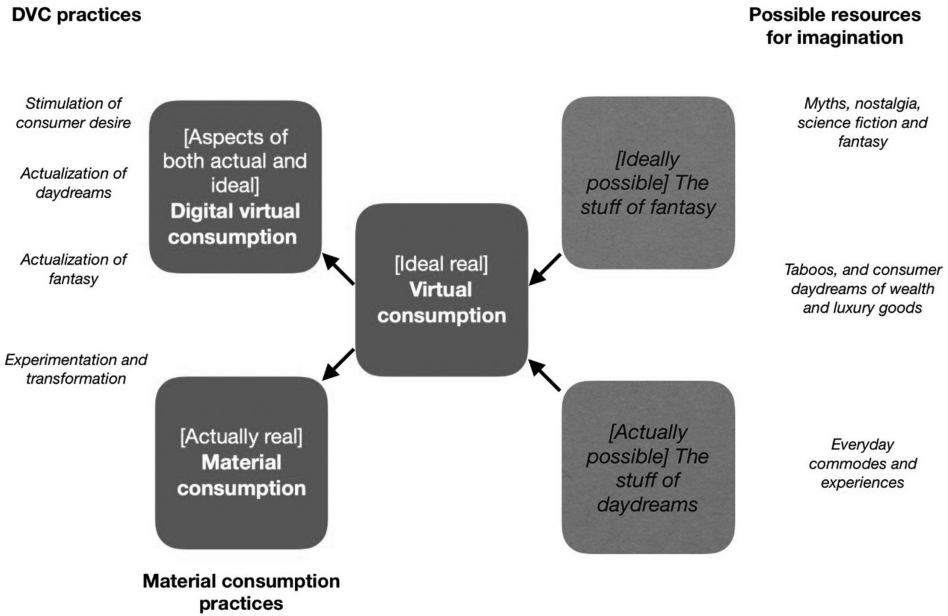 DVC practices
Stimulation of
consumer desire
Actualization of
daydreams
Actualization of
fantasy
Experimentation and
transformation
[Aspects of
both actual and
ideal]
Digital virtual
consumption
[Actually real]
Material
consumption
Material consumption
practices
[Ideal real]
Virtual
consumption
[Ideally
possible] The
stuff of fantasy
[Actually
possible] The
stuff of
daydreams
Possible resources
for imagination
Myths, nostalgia,
science fiction and
fantasy
Taboos, and consumer
daydreams of wealth
and luxury goods
Everyday
commodes and
experiences